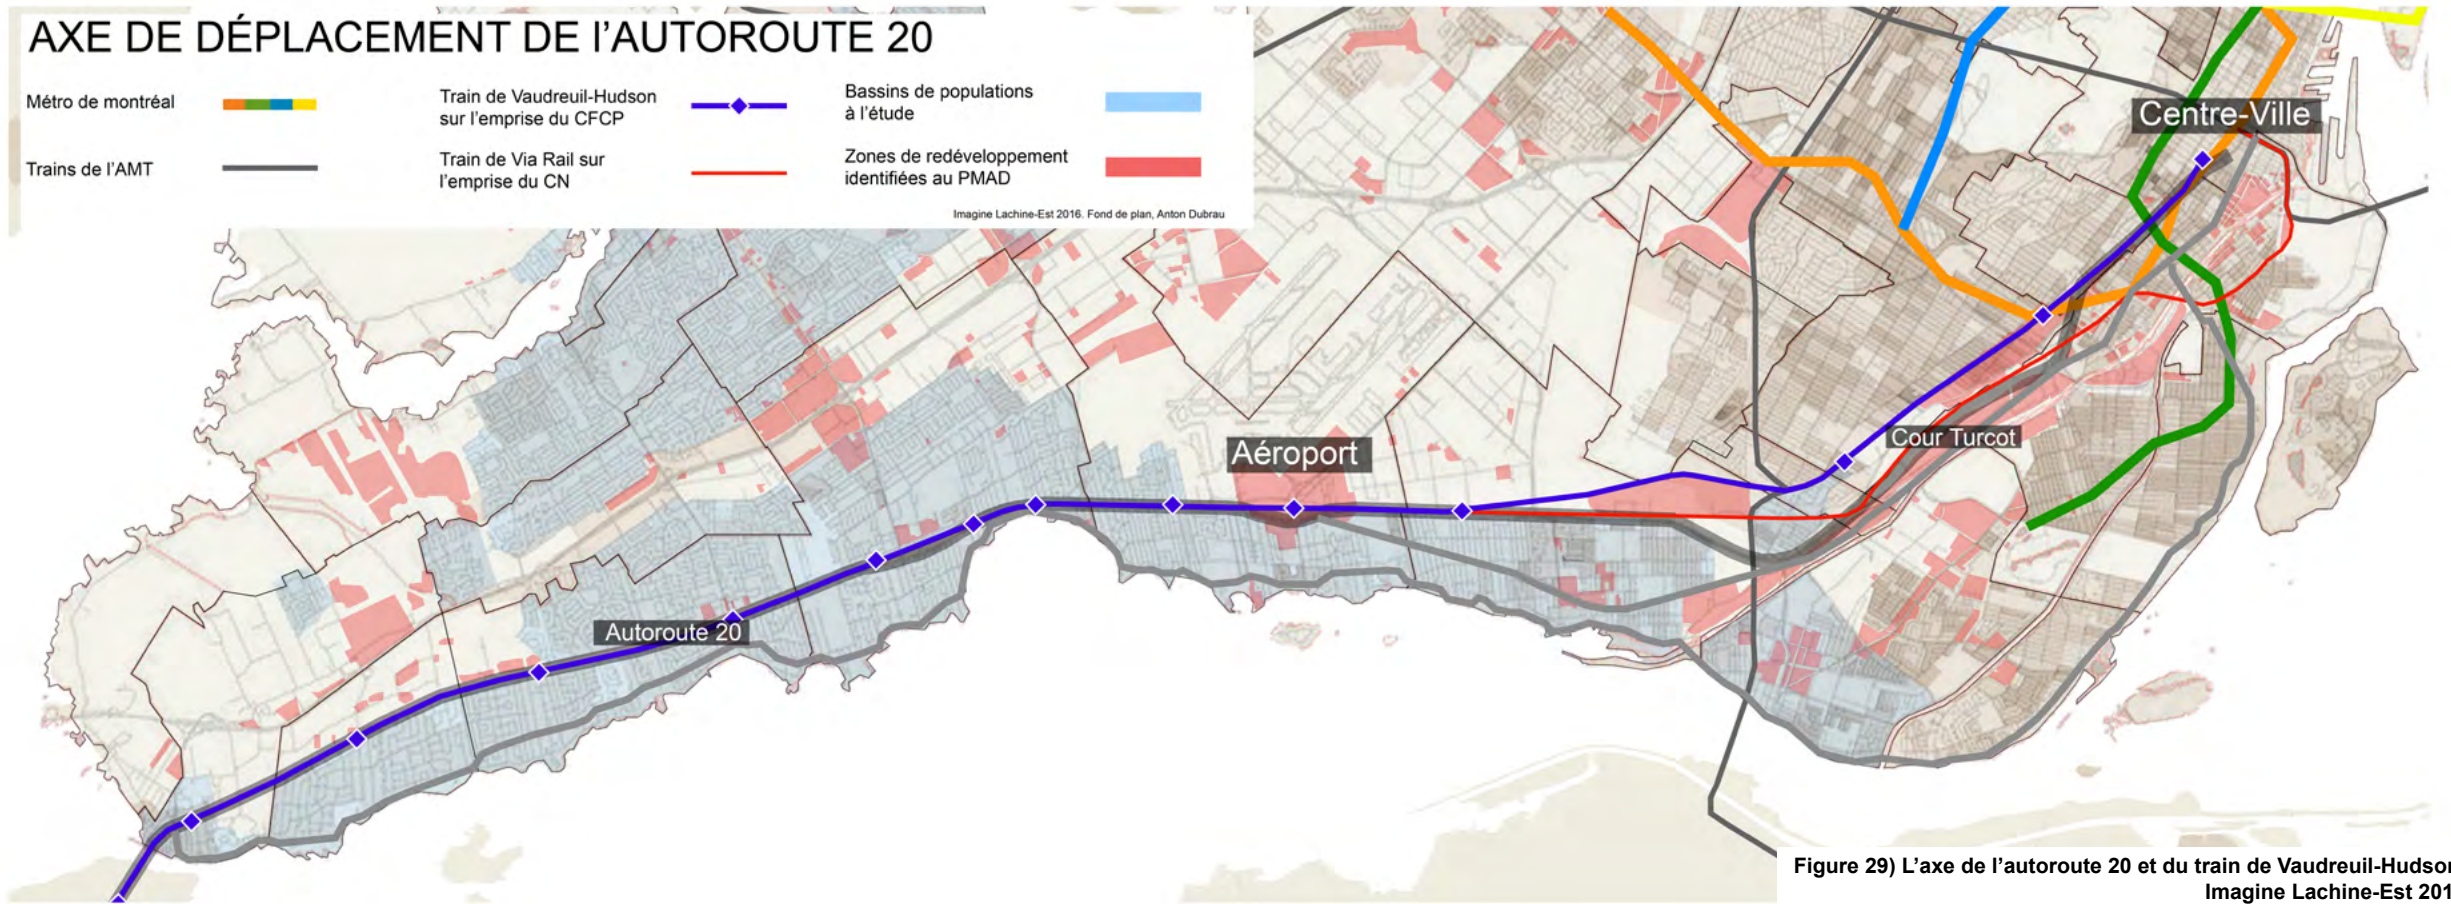 AXE DE DÉPLACEMENT DE l'AUTOROUTE 20
Métro de montréal
Trains de l'AMT
Train de Vaudreuil-Hudson
sur l'emprise du CFCP
Train de Via Rail sur
l'emprise du CN
Bassins de populations
à l'étude
Zones de redéveloppement
identifiées au PMAD
Imagine Lachine-Est 2016. Fond de plan, Anton Dubrau
Centre-Ville
Cour Turcot
Aéroport
Autoroute 20
Figure 29) L'axe de l'autoroute 20 et du train de Vaudreuil-Hudson
Imagine Lachine-Est 201